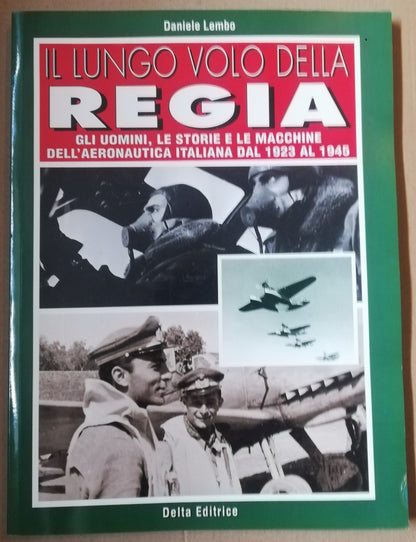 Daniele Lembo
IL LUNGO VOLO DELLA
REGIA
GLI UOMINI, LE STORIE E LE MACCHINE
DELL'AERONAUTICA ITALIANA DAL 1923 AL 1945
Delta Editrice